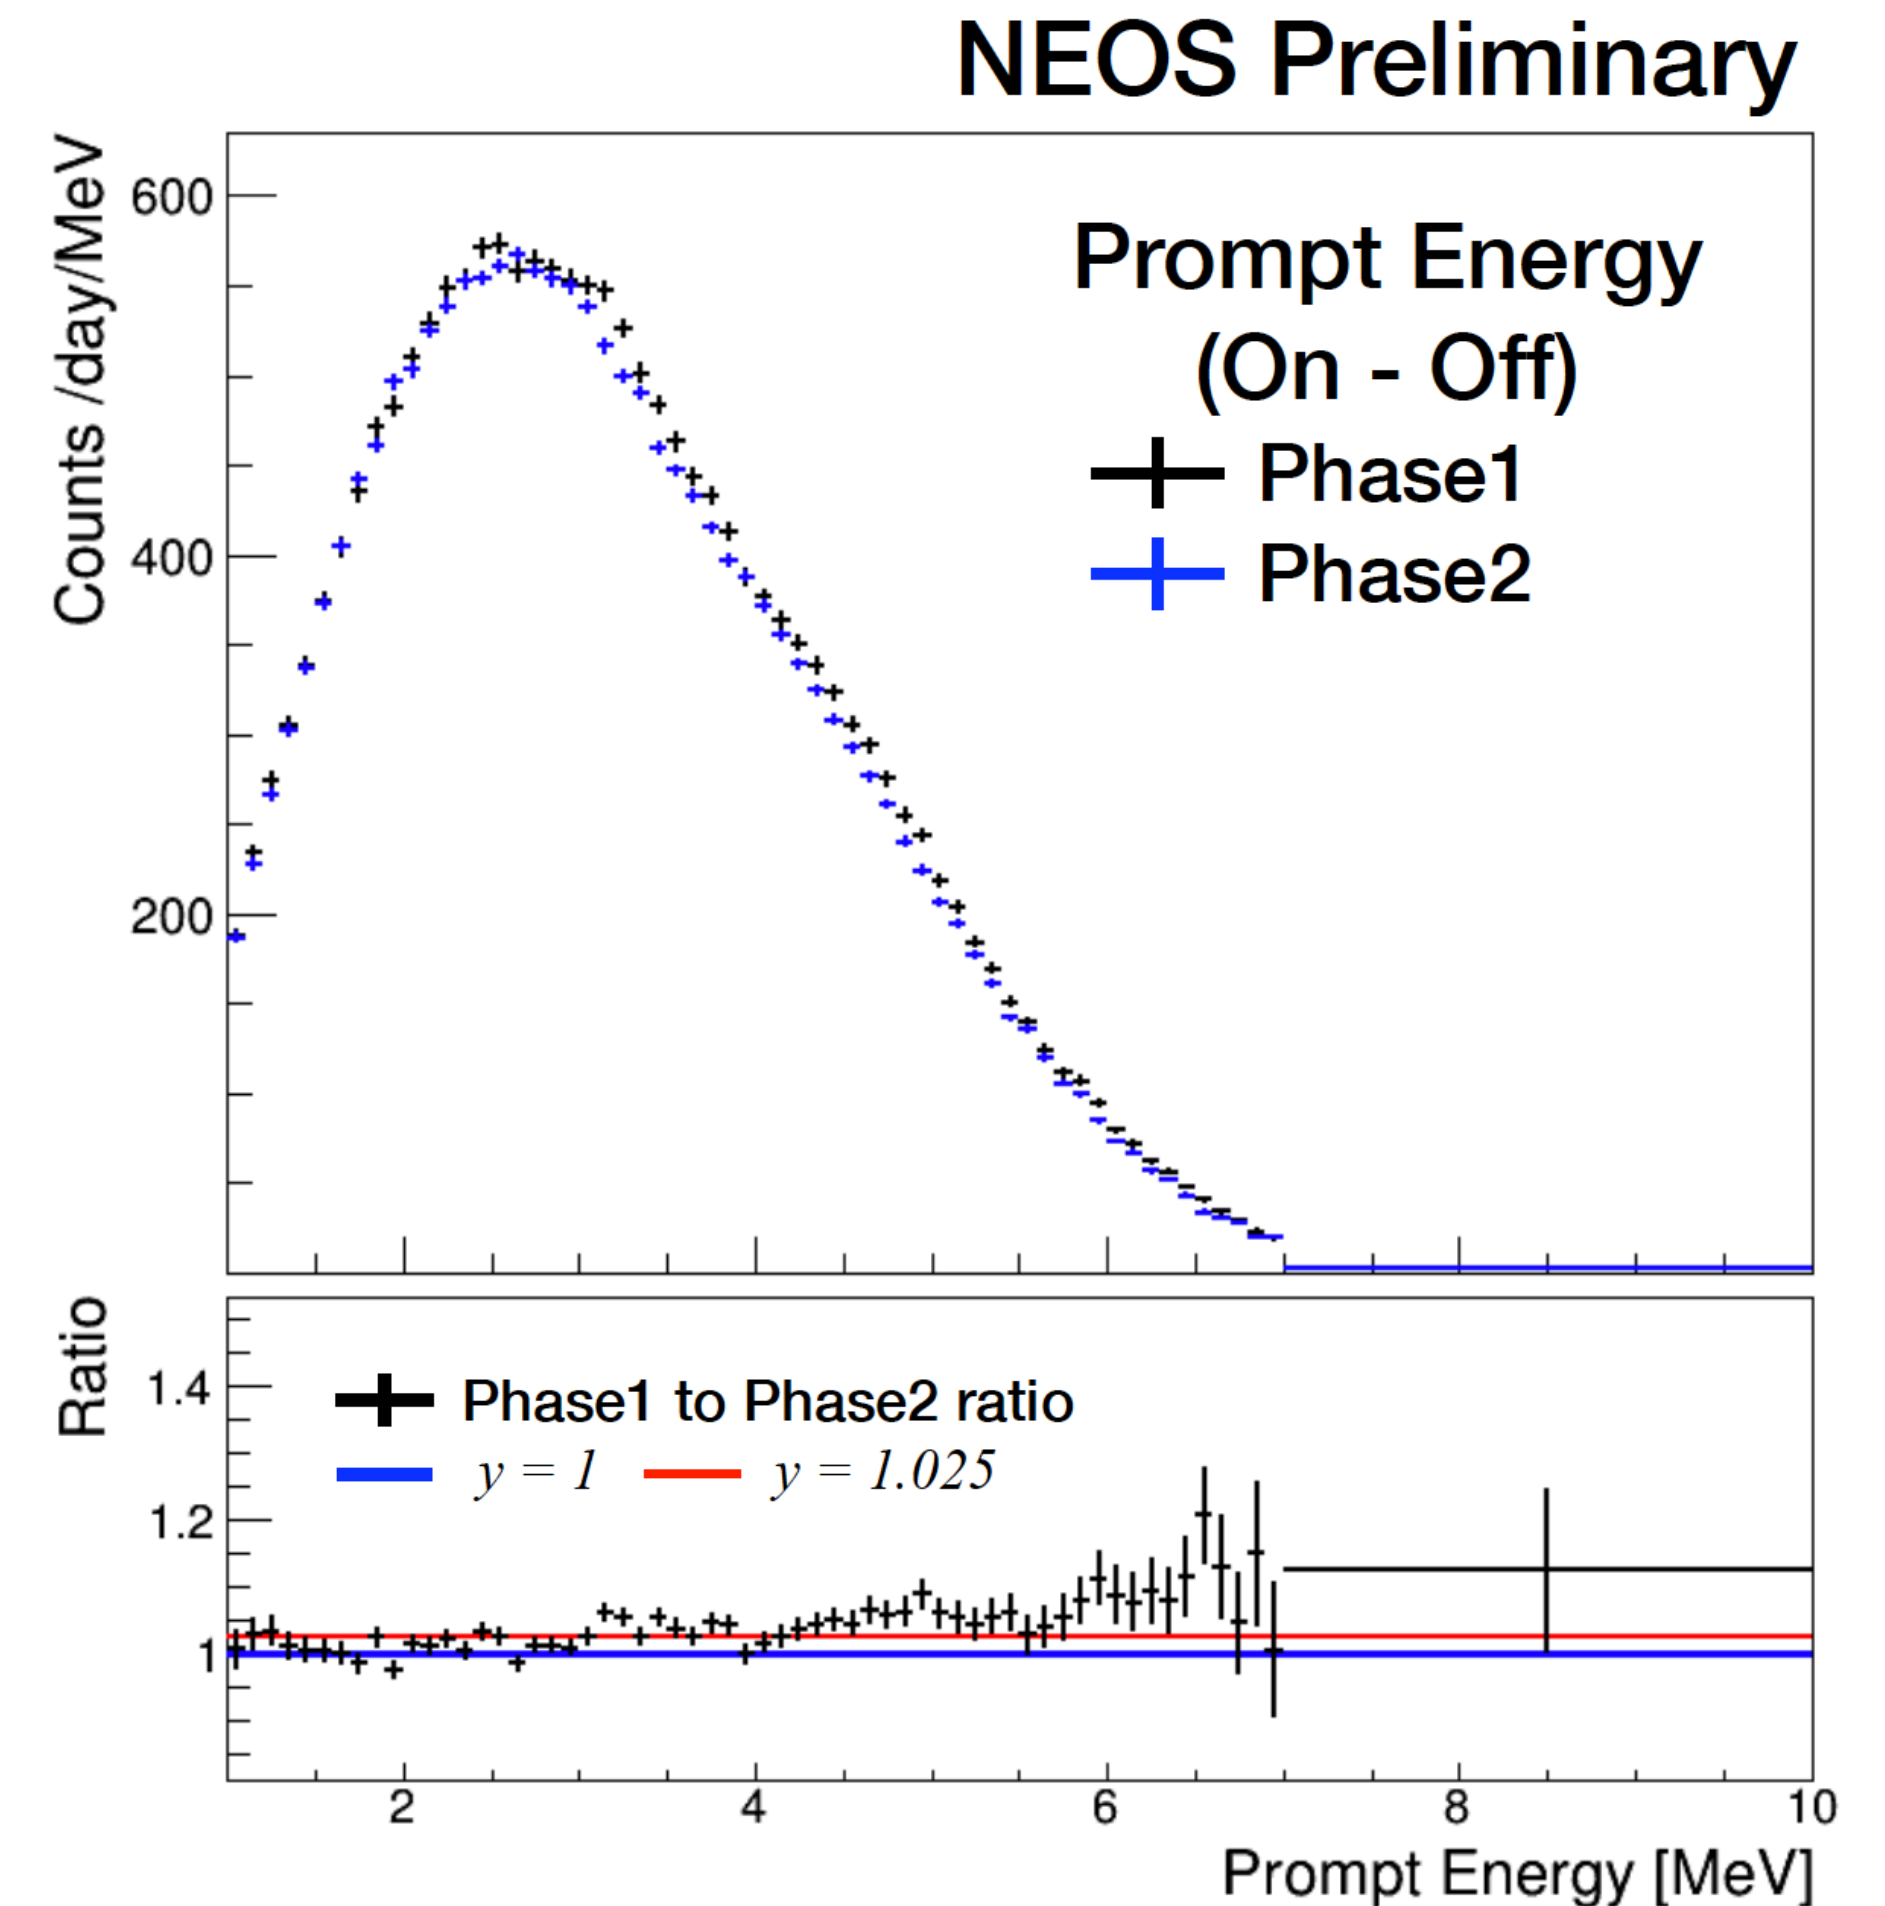 NEOS Preliminary
Counts /day/MeV
600
400
200
Prompt Energy
(On - Off)
Phase1
Phase2
Ratio
1.4
1.2
1
Phase1 to Phase2 ratio
y = 1 y = 1.025
2 4 6 8 10
Prompt Energy [MeV]